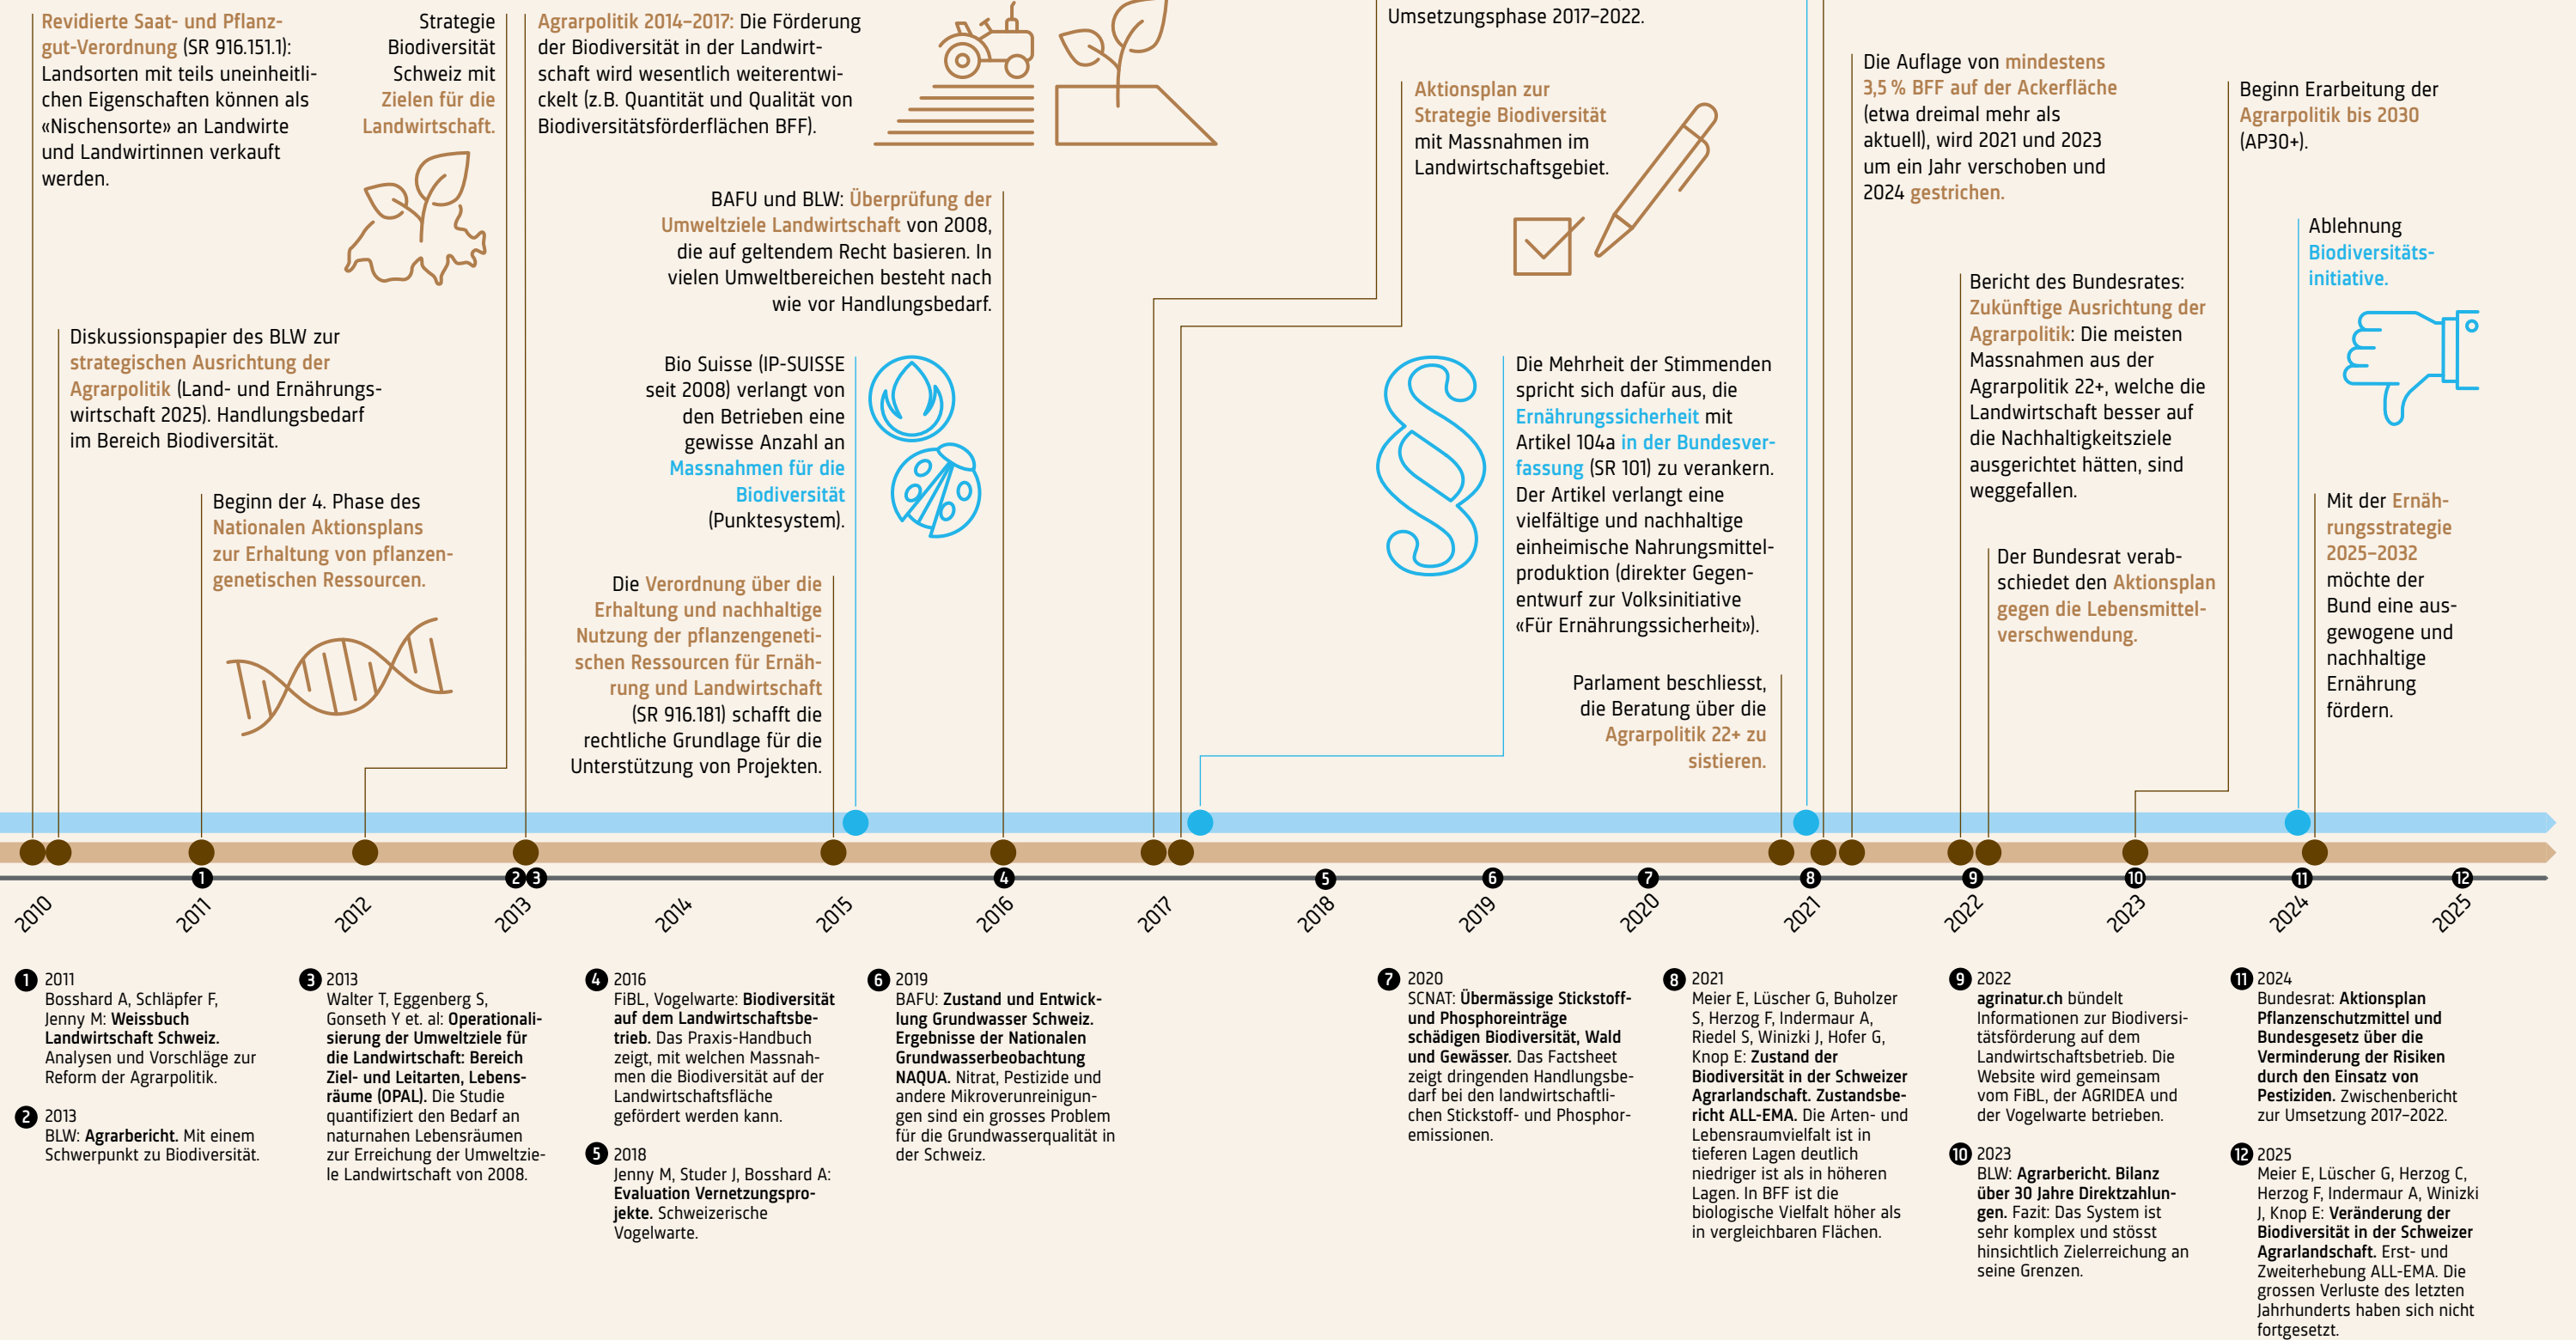 Revidierte Saat- und Pflanz-
gut-Verordnung (SR 916.151.1):
Landsorten mit teils uneinheitli-
chen Eigenschaften können als
«Nischensorte» an Landwirte
und Landwirtinnen verkauft
werden.
Strategie
Biodiversität
Schweiz mit
Zielen für die
Landwirtschaft.
Agrarpolitik 2014–2017: Die Förderung
der Biodiversität in der Landwirt-
schaft wird wesentlich weiterentwi-
ckelt (z.B. Quantität und Qualität von
Biodiversitätsförderflächen BFF).
Umsetzungsphase 2017–2022.
Aktionsplan zur
Strategie Biodiversität
mit Massnahmen im
Landwirtschaftsgebiet.
Die Auflage von mindestens
3,5 % BFF auf der Ackerfläche
(etwa dreimal mehr als
aktuell), wird 2021 und 2023
um ein Jahr verschoben und
2024 gestrichen.
Beginn Erarbeitung der
Agrarpolitik bis 2030
(AP30+).
BAFU und BLW: Überprüfung der
Umweltziele Landwirtschaft von 2008,
die auf geltendem Recht basieren. In
vielen Umweltbereichen besteht nach
wie vor Handlungsbedarf.
Ablehnung
Biodiversitäts-
initiative.
Bericht des Bundesrates:
Zukünftige Ausrichtung der
Agrarpolitik: Die meisten
Massnahmen aus der
Agrarpolitik 22+, welche die
Landwirtschaft besser auf
die Nachhaltigkeitsziele
ausgerichtet hätten, sind
weggefallen.
Diskussionspapier des BLW zur
strategischen Ausrichtung der
Agrarpolitik (Land- und Ernährungs-
wirtschaft 2025). Handlungsbedarf
im Bereich Biodiversität.
Bio Suisse (IP-SUISSE
seit 2008) verlangt von
den Betrieben eine
gewisse Anzahl an
Massnahmen für die
Biodiversität
(Punktesystem).
Die Mehrheit der Stimmenden
spricht sich dafür aus, die
Ernährungssicherheit mit
Artikel 104a in der Bundesver-
fassung (SR 101) zu verankern.
Der Artikel verlangt eine
vielfältige und nachhaltige
einheimische Nahrungsmittel-
produktion (direkter Gegen-
entwurf zur Volksinitiative
«Für Ernährungssicherheit»).
Beginn der 4. Phase des
Nationalen Aktionsplans
zur Erhaltung von pflanzen-
genetischen Ressourcen.
Mit der Ernäh-
rungsstrategie
2025–2032
möchte der
Bund eine aus-
gewogene und
nachhaltige
Ernährung
fördern.
Der Bundesrat verab-
schiedet den Aktionsplan
gegen die Lebensmittel-
verschwendung.
Die Verordnung über die
Erhaltung und nachhaltige
Nutzung der pflanzengeneti-
schen Ressourcen für Ernäh-
rung und Landwirtschaft
(SR 916.181) schafft die
rechtliche Grundlage für die
Unterstützung von Projekten.
Parlament beschliesst,
die Beratung über die
Agrarpolitik 22+ zu
sistieren.
1 2 3 4 5 6 7 8 9 10 11 12
2010 2011 2012 2013 2014 2015 2016 2017 2018 2019 2020 2021 2022 2023 2024 2025
1 2011
Bosshard A, Schläpfer F,
Jenny M: Weissbuch
Landwirtschaft Schweiz.
Analysen und Vorschläge zur
Reform der Agrarpolitik.
2 2013
BLW: Agrarbericht. Mit einem
Schwerpunkt zu Biodiversität.
3 2013
Walter T, Eggenberg S,
Gonseth Y et. al: Operationali-
sierung der Umweltziele für
die Landwirtschaft: Bereich
Ziel- und Leitarten, Lebens-
räume (OPAL). Die Studie
quantifiziert den Bedarf an
naturnahen Lebensräumen
zur Erreichung der Umweltzie-
le Landwirtschaft von 2008.
4 2016
FiBL, Vogelwarte: Biodiversität
auf dem Landwirtschaftsbe-
trieb. Das Praxis-Handbuch
zeigt, mit welchen Massnah-
men die Biodiversität auf der
Landwirtschaftsfläche
gefördert werden kann.
5 2018
Jenny M, Studer J, Bosshard A:
Evaluation Vernetzungspro-
jekte. Schweizerische
Vogelwarte.
6 2019
BAFU: Zustand und Entwick-
lung Grundwasser Schweiz.
Ergebnisse der Nationalen
Grundwasserbeobachtung
NAQUA. Nitrat, Pestizide und
andere Mikroverunreinigun-
gen sind ein grosses Problem
für die Grundwasserqualität in
der Schweiz.
7 2020
SCNAT: Übermässige Stickstoff-
und Phosphoreinträge
schädigen Biodiversität, Wald
und Gewässer. Das Factsheet
zeigt dringenden Handlungsbe-
darf bei den landwirtschaftli-
chen Stickstoff- und Phosphor-
emissionen.
8 2021
Meier E, Lüscher G, Buholzer
S, Herzog F, Indermaur A,
Riedel S, Winizki J, Hofer G,
Knop E: Zustand der
Biodiversität in der Schweizer
Agrarlandschaft. Zustandsbe-
richt ALL-EMA. Die Arten- und
Lebensraumvielfalt ist in
tieferen Lagen deutlich
niedriger ist als in höheren
Lagen. In BFF ist die
biologische Vielfalt höher als
in vergleichbaren Flächen.
9 2022
agrinatur.ch bündelt
Informationen zur Biodiversi-
tätsförderung auf dem
Landwirtschaftsbetrieb. Die
Website wird gemeinsam
vom FiBL, der AGRIDEA und
der Vogelwarte betrieben.
10 2023
BLW: Agrarbericht. Bilanz
über 30 Jahre Direktzahlun-
gen. Fazit: Das System ist
sehr komplex und stösst
hinsichtlich Zielerreichung an
seine Grenzen.
11 2024
Bundesrat: Aktionsplan
Pflanzenschutzmittel und
Bundesgesetz über die
Verminderung der Risiken
durch den Einsatz von
Pestiziden. Zwischenbericht
zur Umsetzung 2017–2022.
12 2025
Meier E, Lüscher G, Herzog C,
Herzog F, Indermaur A, Winizki
J, Knop E: Veränderung der
Biodiversität in der Schweizer
Agrarlandschaft. Erst- und
Zweiterhebung ALL-EMA. Die
grossen Verluste des letzten
Jahrhunderts haben sich nicht
fortgesetzt.